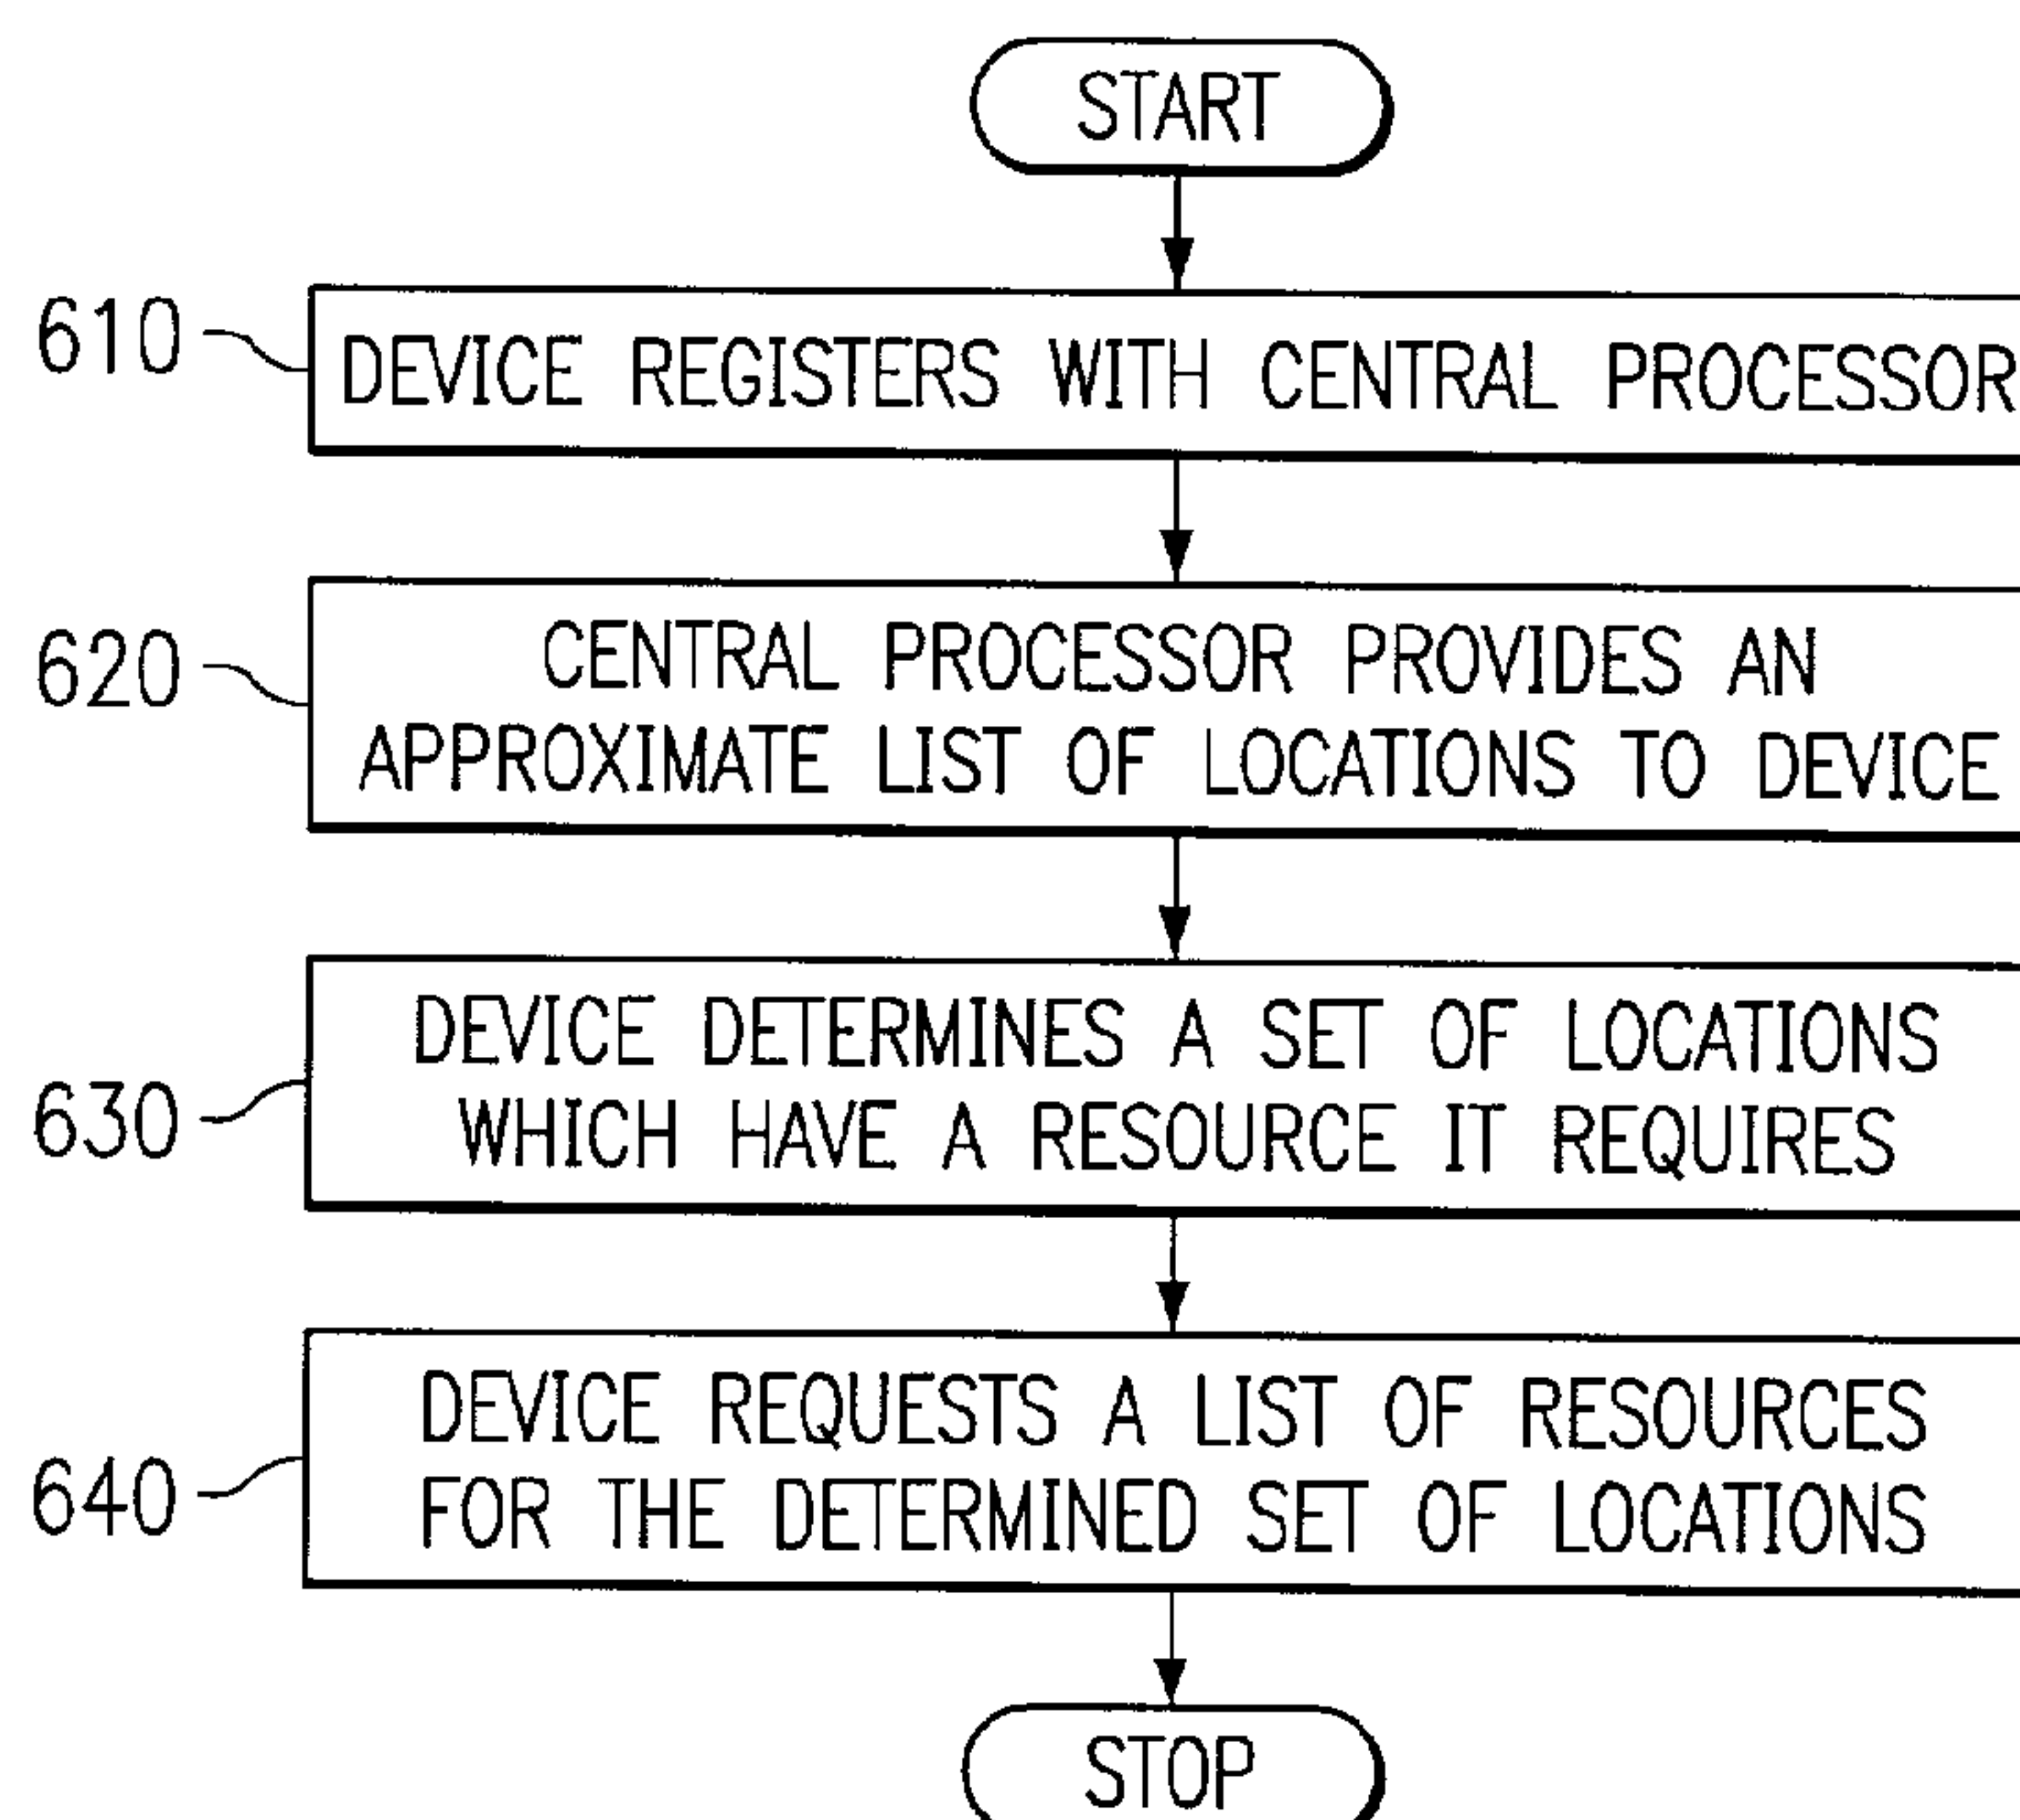 START
610
DEVICE REGISTERS WITH CENTRAL PROCESSOR
620
CENTRAL PROCESSOR PROVIDES AN
APPROXIMATE LIST OF LOCATIONS TO DEVICE
630
DEVICE DETERMINES A SET OF LOCATIONS
WHICH HAVE A RESOURCE IT REQUIRES
640
DEVICE REQUESTS A LIST OF RESOURCES
FOR THE DETERMINED SET OF LOCATIONS
STOP